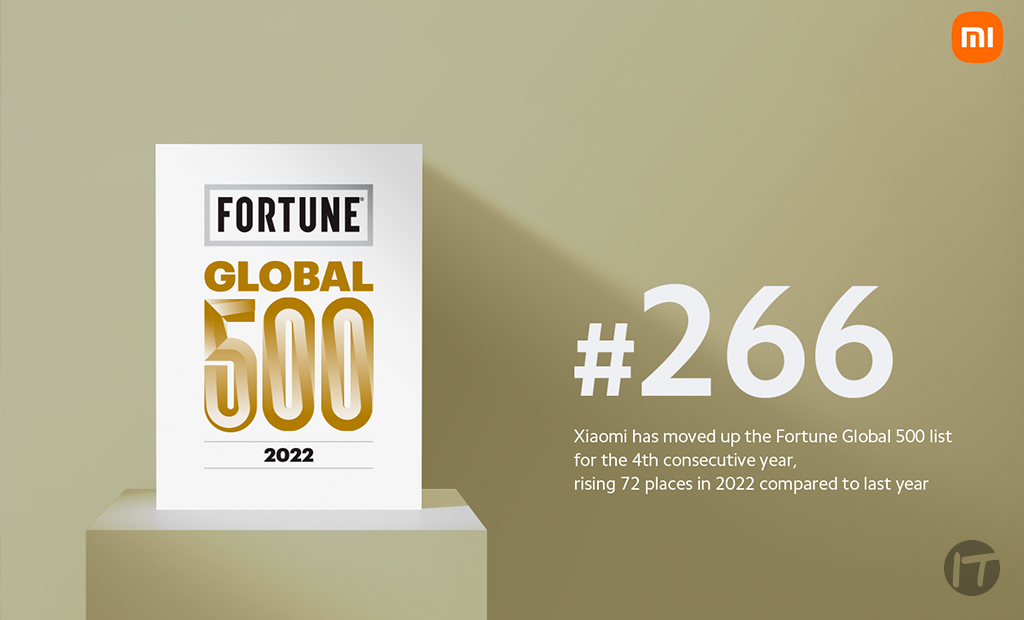 mi
FORTUNE
GLOBAL
500
2022
#266
Xiaomi has moved up the Fortune Global 500 list
for the 4th consecutive year,
rising 72 places in 2022 compared to last year
IT